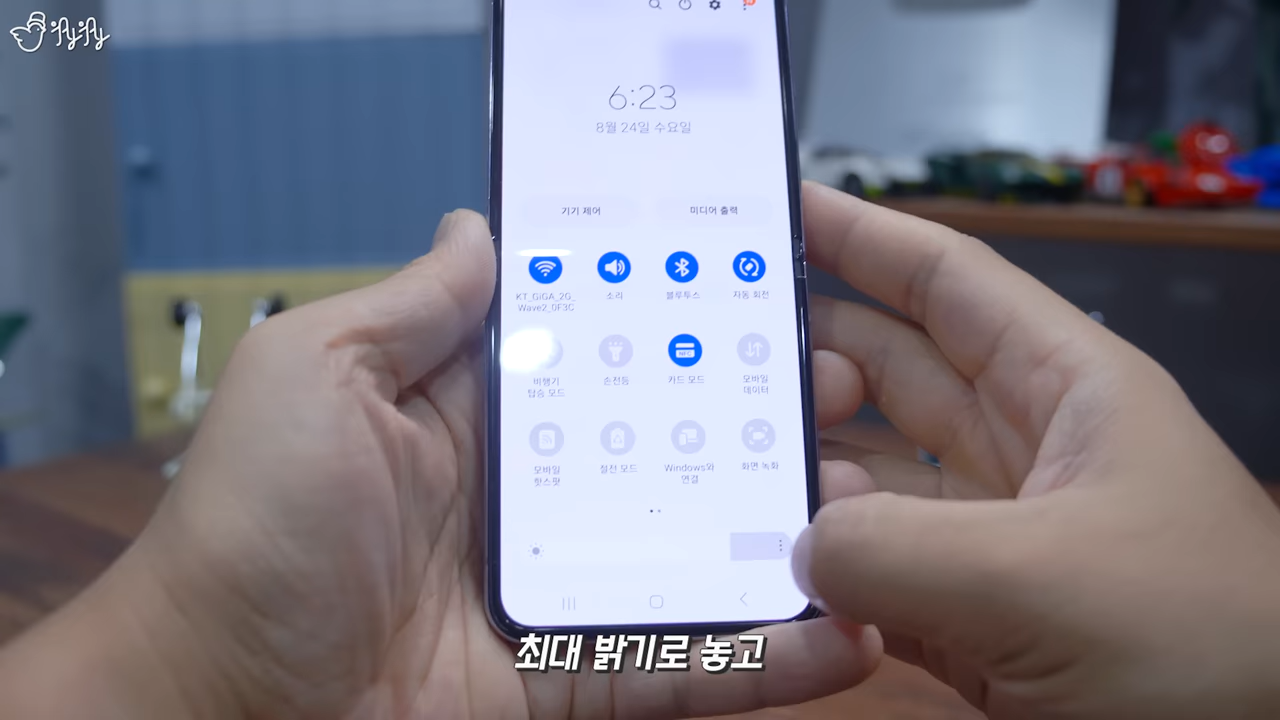 6:23
8월 24일 수요일
기기 제어
미디어 출력
KT_GiGA_2G_
Wave2_0F3C
소리
블루투스
자동 회전
비행기
탑승 모드
손전등
NFC
카드 모드
모바일
데이터
모바일
핫스팟
절전 모드
Windows와
연결
화면 녹화
최대 밝기로 놓고